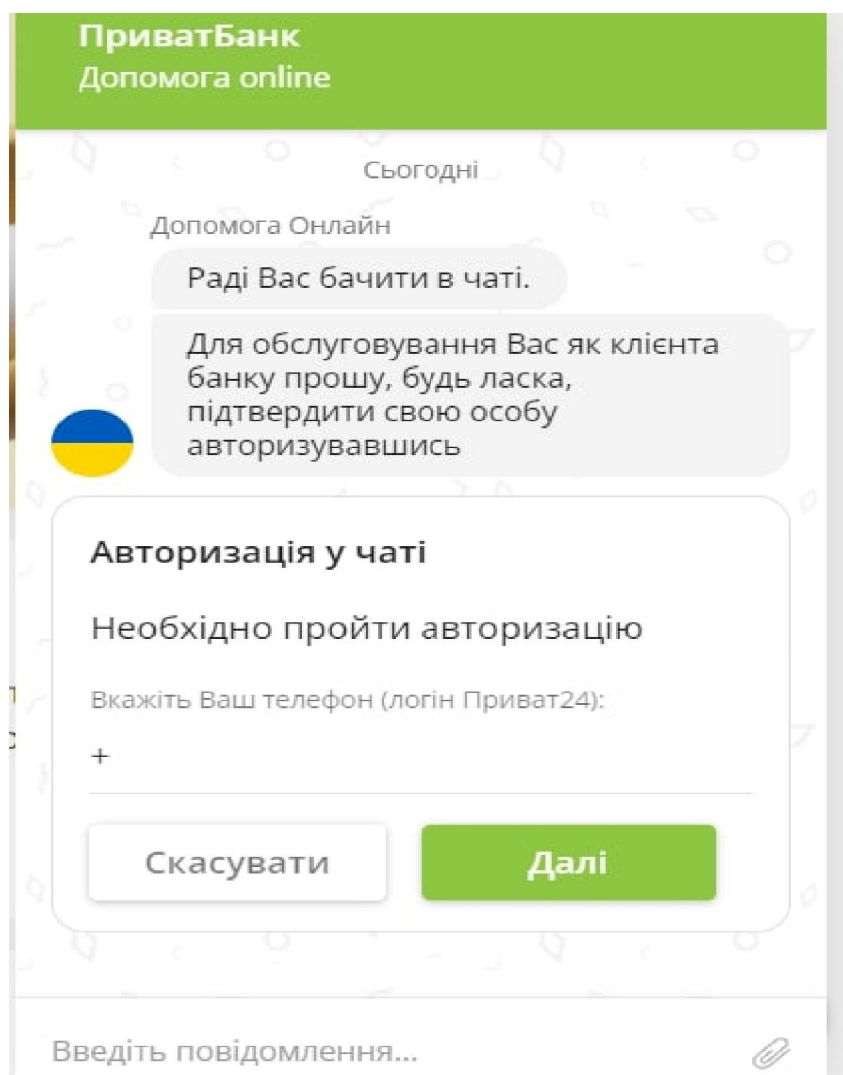 ПриватБанк
Допомога online
Сьогодні
Допомога Онлайн
Раді Вас бачити в чаті.
Для обслуговування Вас як клієнта
банку прошу, будь ласка,
підтвердити свою особу
авторизувавшись
Авторизація у чаті
Необхідно пройти авторизацію
Вкажіть Ваш телефон (логін Приват24):
+
Скасувати
Далі
Введіть повідомлення...